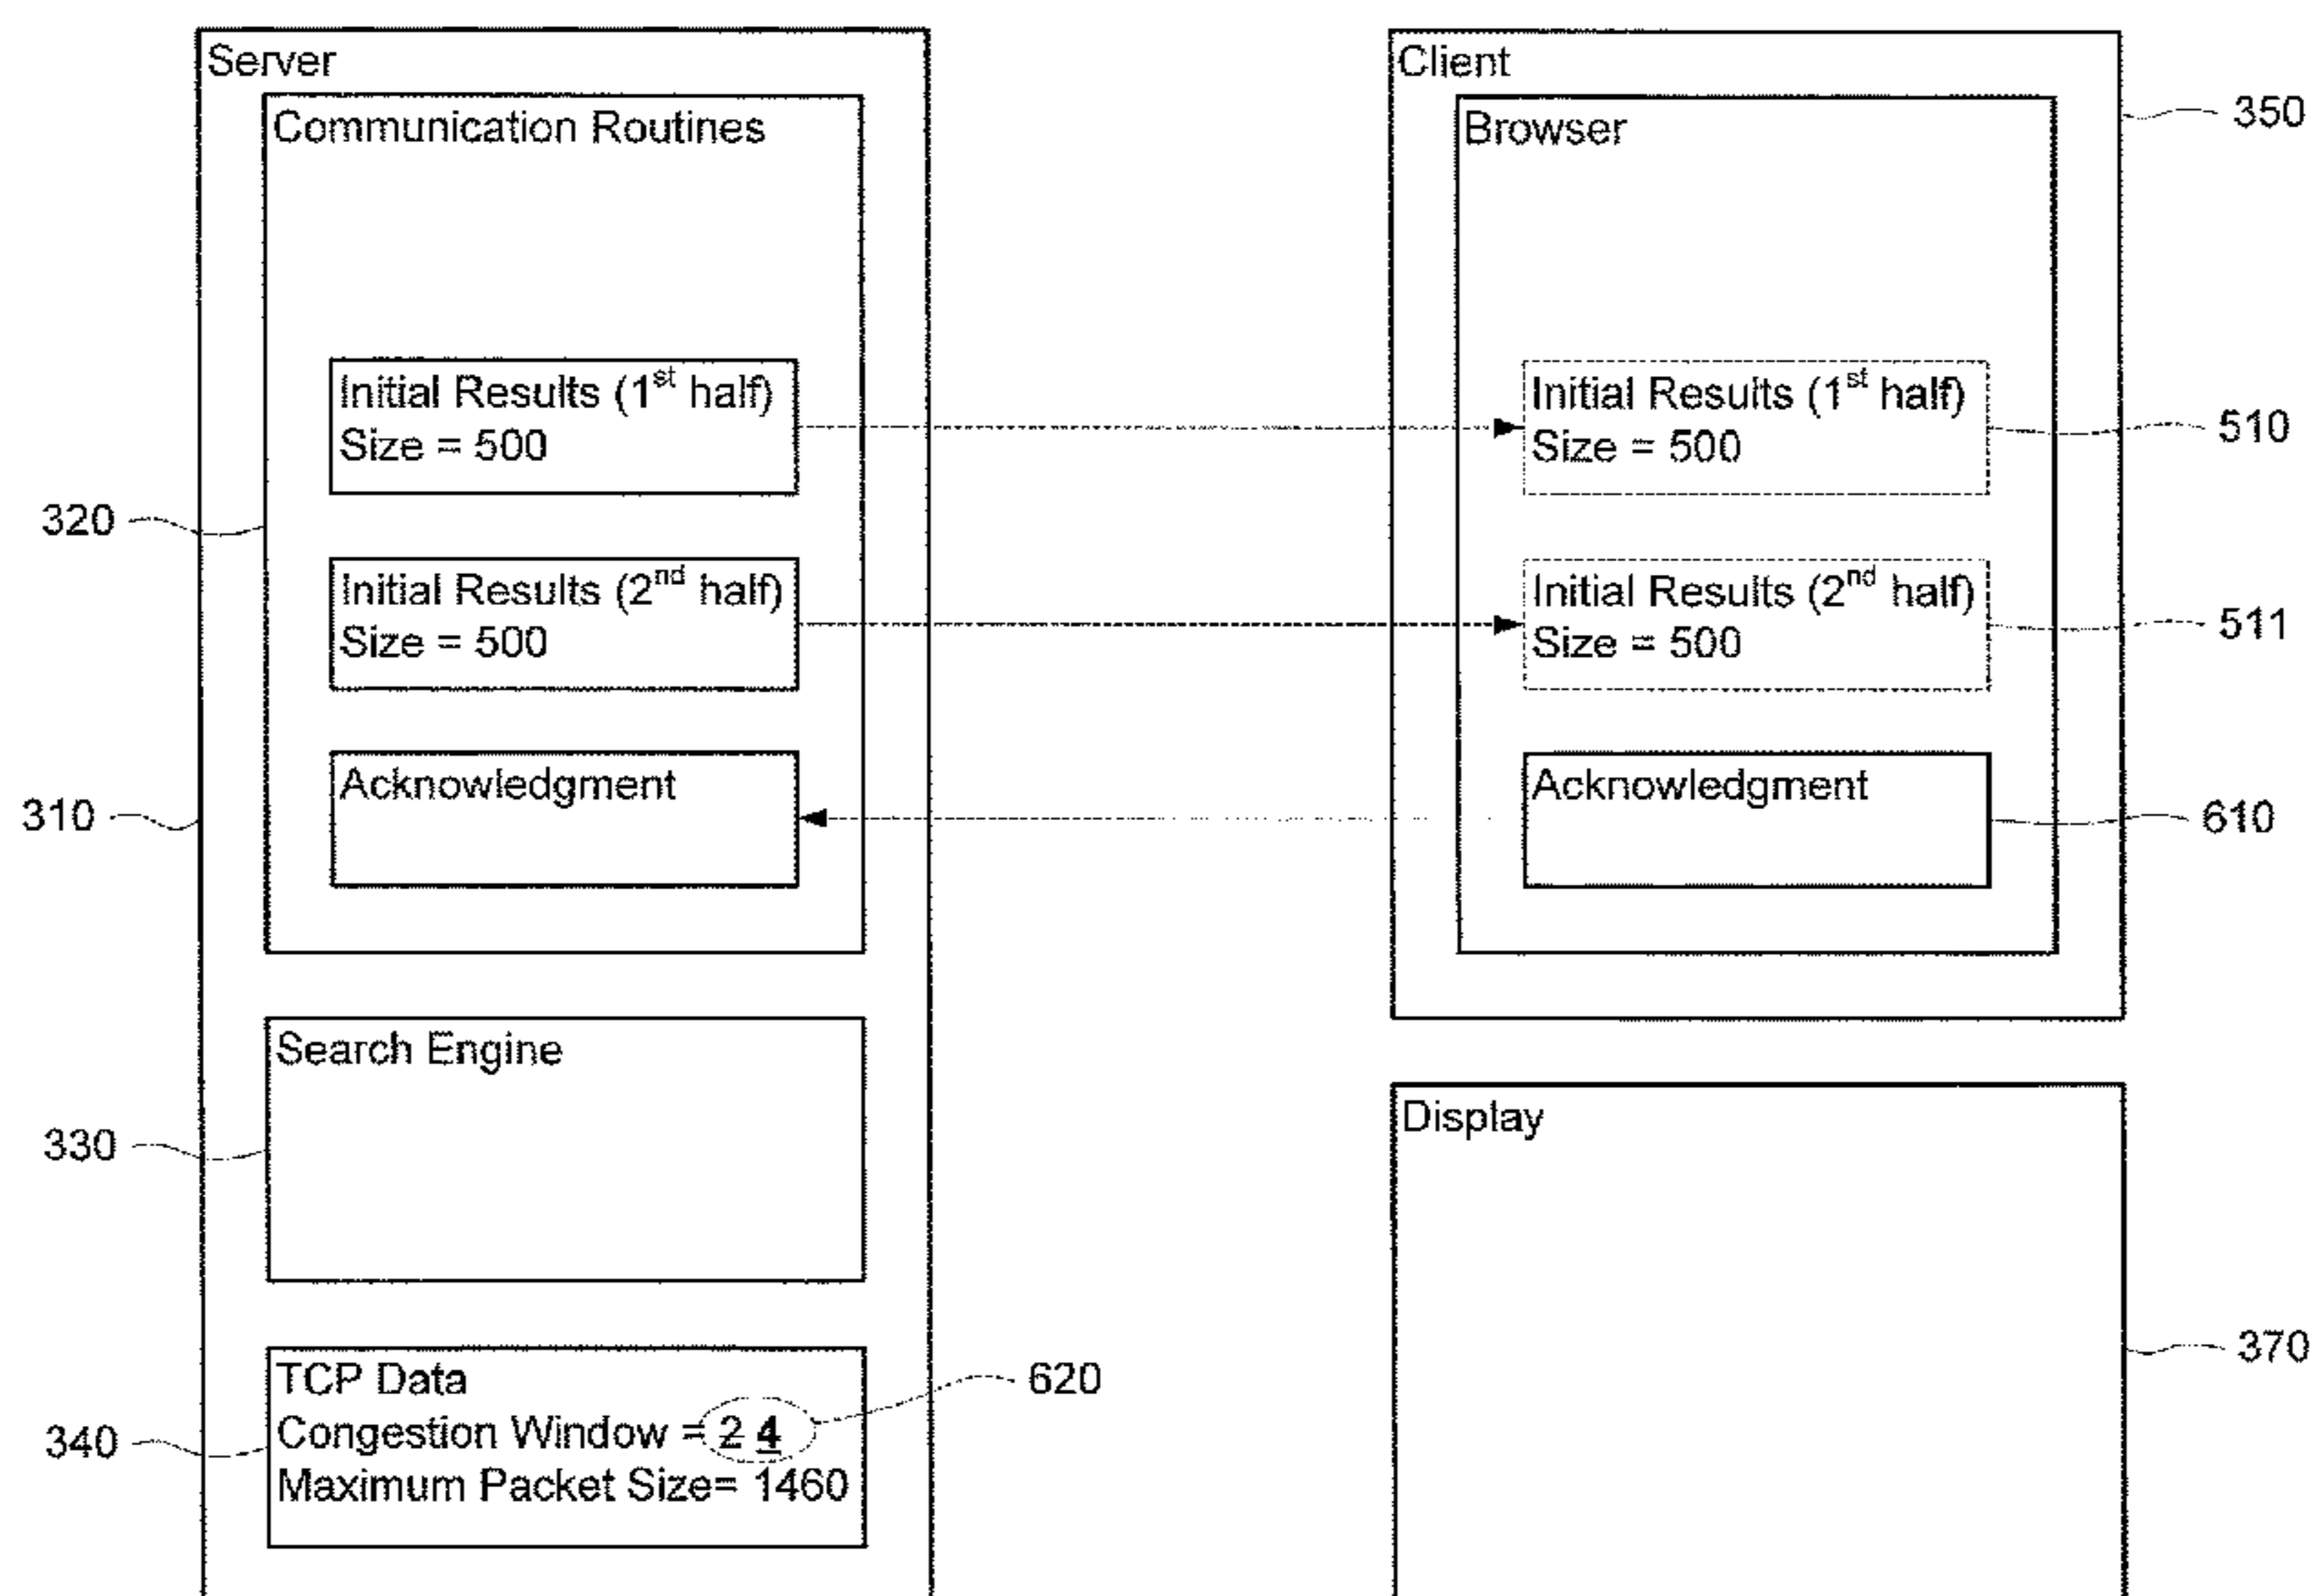 Server
Communication Routines
Initial Results (1st half)
Size = 500
Initial Results (2nd half)
Size = 500
Acknowledgment
Search Engine
TCP Data
Congestion Window = 2 4
Maximum Packet Size= 1460
320
310
330
340
620
Client
Browser
Initial Results (1st half)
Size = 500
Initial Results (2nd half)
Size = 500
Acknowledgment
Display
350
510
511
610
370